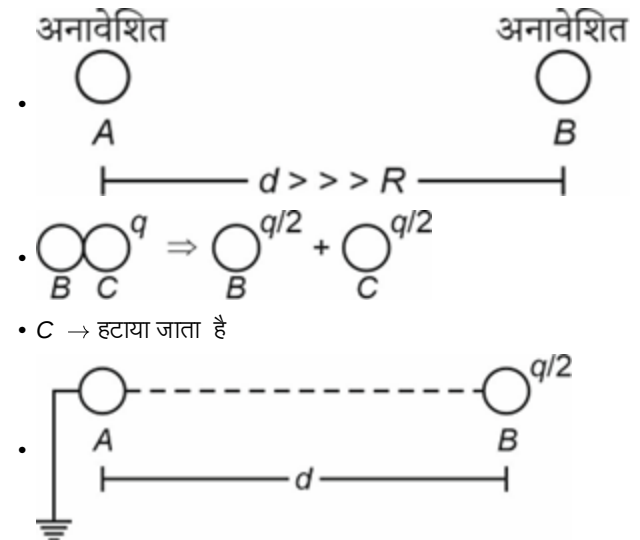 अनावेशित अनावेशित
A B
d > > > R
q ⇒ q/2 + q/2
B C B C
• C → हटाया जाता है
q/2
A B
d